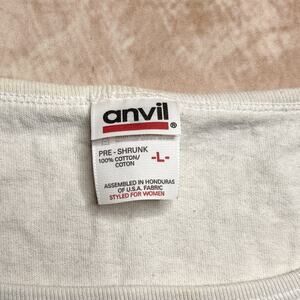 anvil
®
PRE-SHRUNK
100% COTTON/
COTON
-L-
ASSEMBLED IN HONDURAS
OF U.S.A. FABRIC
STYLED FOR WOMEN